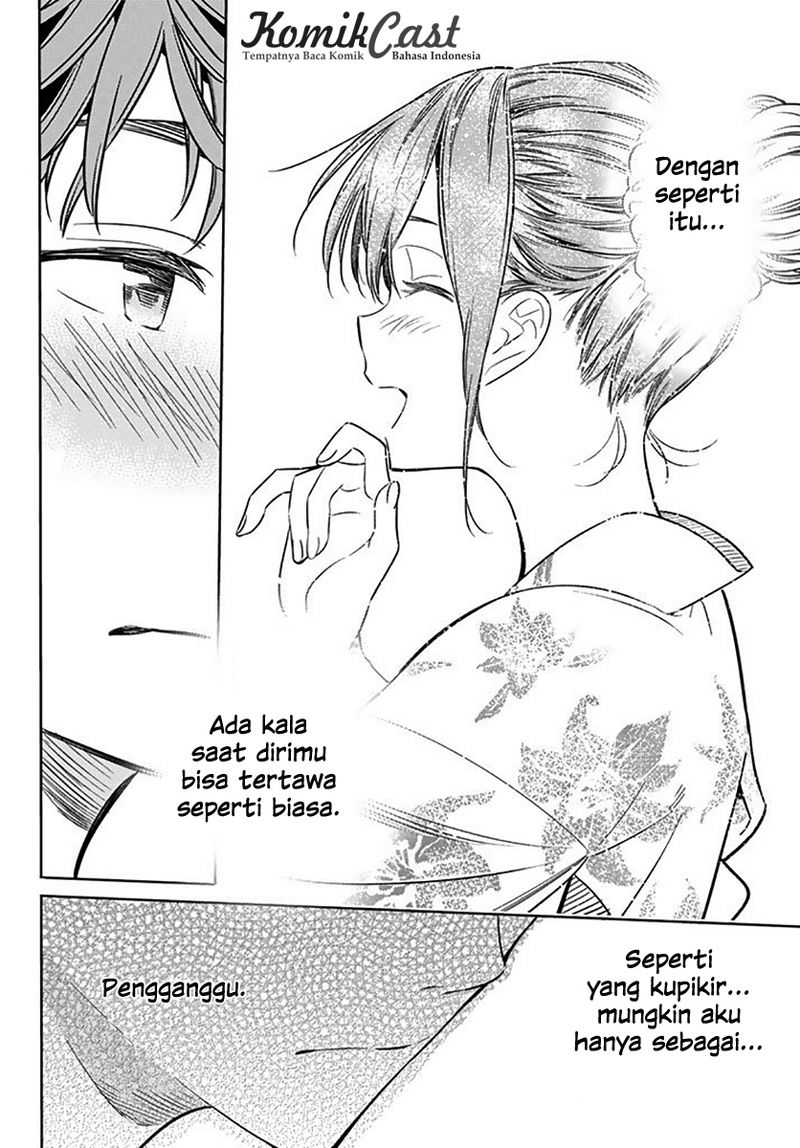 KomikCast
Tempatnya Baca Komik Bahasa Indonesia
Dengan
seperti
itu...
Ada kala
saat dirimu
bisa tertawa
seperti biasa.
Seperti
yang kupikir...
mungkin aku
hanya sebagai...
Pengganggu.